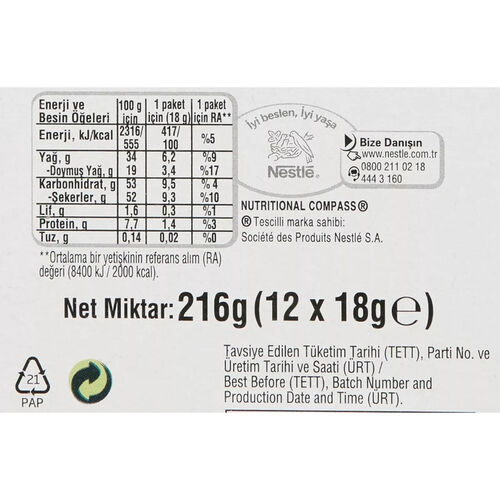 Enerji ve Besin Öğeleri 100 g için 1 paket için (18 g) 1 paket için RA**
Enerji, kJ/kcal 2316/555 417/100 %5
Yağ, g 34 6,2 %9
-Doymuş Yağ, g 19 3,4 %17
Karbonhidrat, g 53 9,5 %4
-Şekerler, g 52 9,3 %10
Lif, g 1,6 0,3 %1
Protein, g 7,7 1,4 %3
Tuz, g 0,14 0,02 %0
**Ortalama bir yetişkinin referans alım (RA)
değeri (8400 kJ / 2000 kcal).
İyi beslen, İyi yaşa
Nestlé®
NUTRITIONAL COMPASS®
® Tescilli marka sahibi:
Société des Produits Nestlé S.A.
Bize Danışın
www.nestle.com.tr
0800 211 02 18
444 3 160
Net Miktar: 216g (12 x 18g℮)
21
PAP
Tavsiye Edilen Tüketim Tarihi (TETT), Parti No. ve
Üretim Tarihi ve Saati (ÜRT) /
Best Before (TETT), Batch Number and
Production Date and Time (ÜRT).